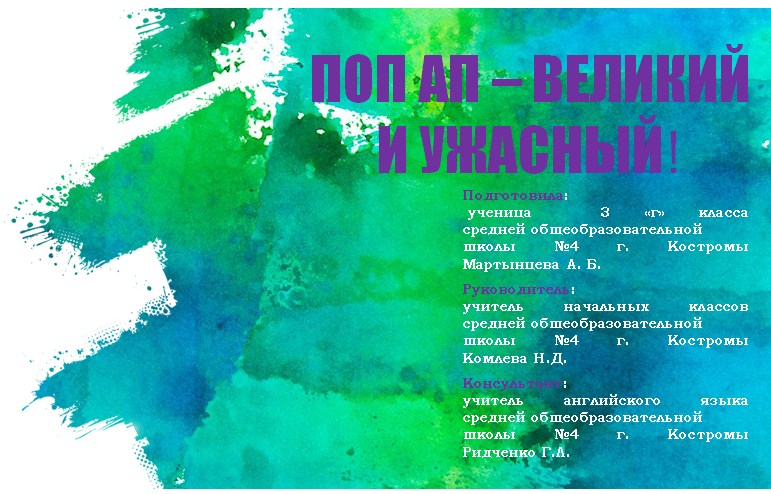 ПОП АП – ВЕЛИКИЙ
И УЖАСНЫЙ!
Подготовила:
ученица 3 «г» класса
средней общеобразовательной
школы №4 г. Костромы
Мартынцева А. Б.
Руководитель:
учитель начальных классов
средней общеобразовательной
школы №4 г. Костромы
Комлева Н.Д.
Консультант:
учитель английского языка
средней общеобразовательной
школы №4 г. Костромы
Ридченко Г.А.